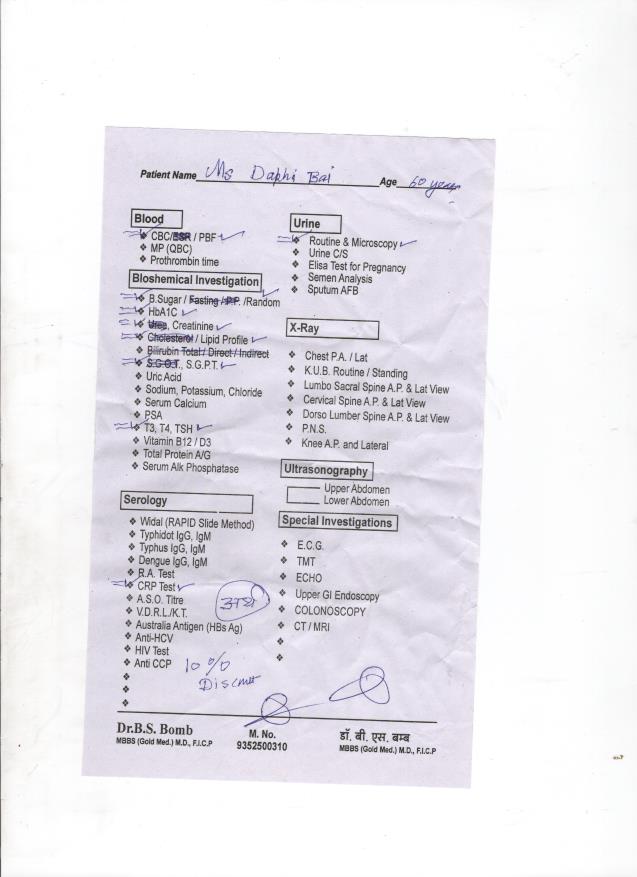 Patient Name Ms Daphi Bai Age 60 years
Blood
CBC/ESR / PBF
MP (QBC)
Prothrombin time
Bioshemical Investigation
B.Sugar / Fasting / P.P. /Random
HbA1C
Urea, Creatinine
Cholesterol / Lipid Profile
Bilirubin Total / Direct / Indirect
S.G.O.T., S.G.P.T.
Uric Acid
Sodium, Potassium, Chloride
Serum Calcium
PSA
T3, T4, TSH
Vitamin B12 / D3
Total Protein A/G
Serum Alk Phosphatase
Serology
Widal (RAPID Slide Method)
Typhidot IgG, IgM
Typhus IgG, IgM
Dengue IgG, IgM
R.A. Test
CRP Test
A.S.O. Titre
V.D.R.L./K.T.
Australia Antigen (HBs Ag)
Anti-HCV
HIV Test
Anti CCP
10 %
Urine
Routine & Microscopy
Urine C/S
Elisa Test for Pregnancy
Semen Analysis
Sputum AFB
X-Ray
Chest P.A. / Lat
K.U.B. Routine / Standing
Lumbo Sacral Spine A.P. & Lat View
Cervical Spine A.P. & Lat View
Dorso Lumber Spine A.P. & Lat View
P.N.S.
Knee A.P. and Lateral
Ultrasonography
Upper Abdomen
Lower Abdomen
Special Investigations
E.C.G.
TMT
ECHO
Upper GI Endoscopy
COLONOSCOPY
CT / MRI
Dr.B.S. Bomb
MBBS (Gold Med.) M.D., F.I.C.P
M. No.
9352500310
डॉ. बी. एस. बम्ब
MBBS (Gold Med.) M.D., F.I.C.P